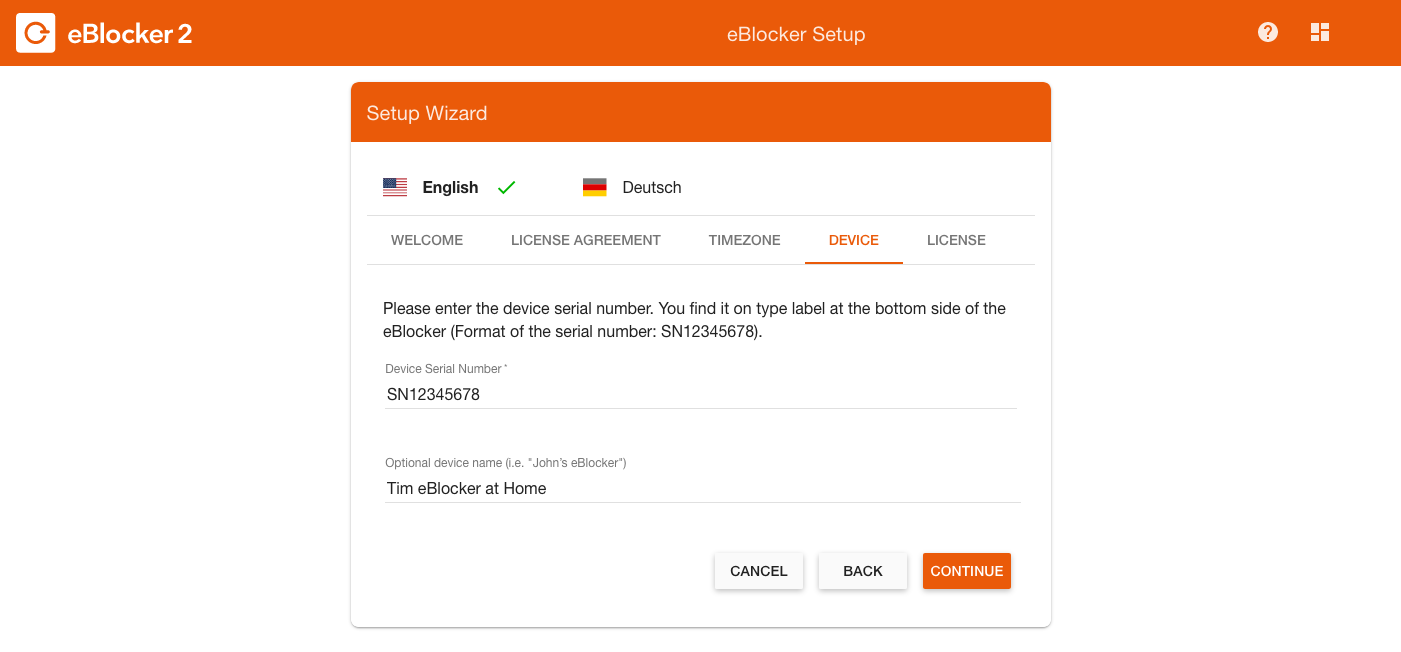 eBlocker 2
eBlocker Setup
Setup Wizard
English
Deutsch
WELCOME
LICENSE AGREEMENT
TIMEZONE
DEVICE
LICENSE
Please enter the device serial number. You find it on type label at the bottom side of the
eBlocker (Format of the serial number: SN12345678).
Device Serial Number *
SN12345678
Optional device name (i.e. "John's eBlocker")
Tim eBlocker at Home
CANCEL
BACK
CONTINUE